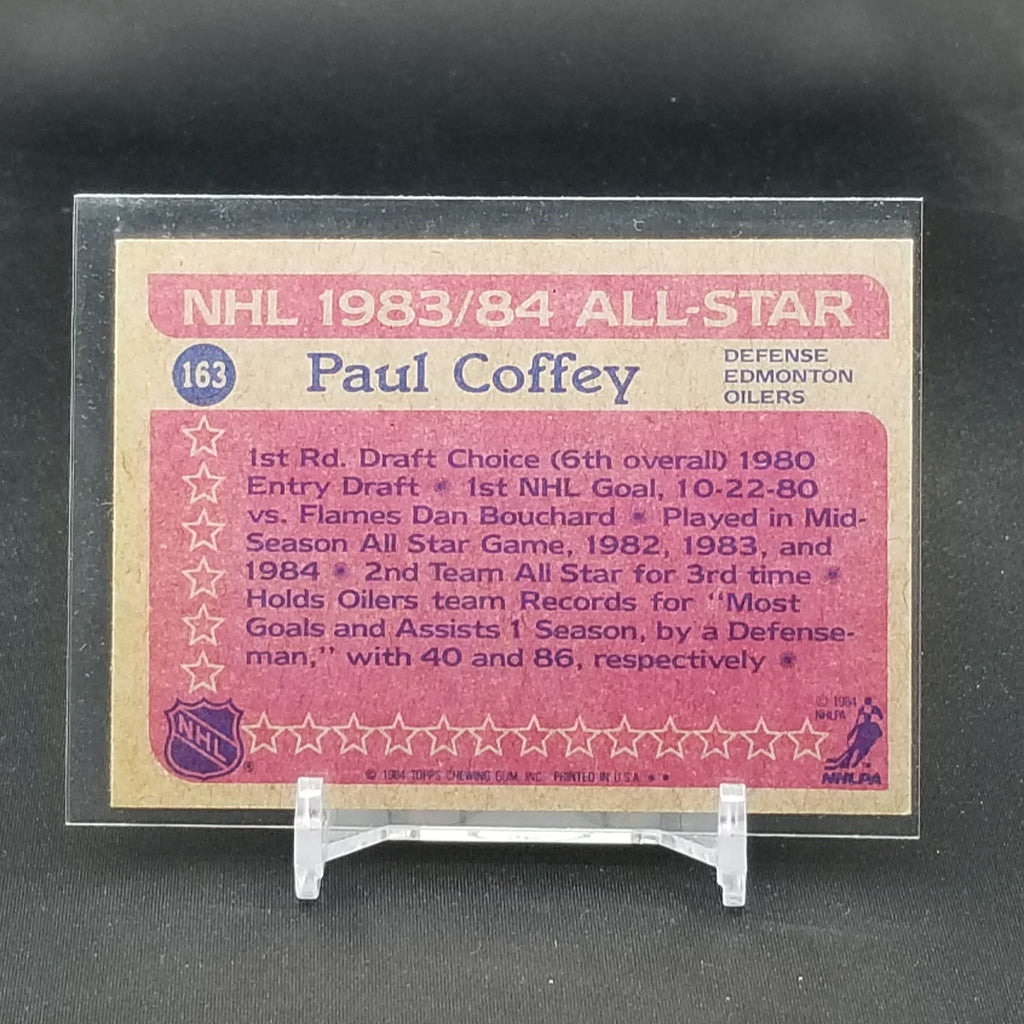 NHL 1983/84 ALL-STAR
163
Paul Coffey
DEFENSE
EDMONTON
OILERS
1st Rd. Draft Choice (6th overall) 1980
Entry Draft * 1st NHL Goal, 10-22-80
vs. Flames Dan Bouchard * Played in Mid-
Season All Star Game, 1982, 1983, and
1984 * 2nd Team All Star for 3rd time *
Holds Oilers team Records for "Most
Goals and Assists 1 Season, by a Defense-
man," with 40 and 86, respectively *
NHL
®
© 1984
NHLPA
™
NHLPA
© 1984 TOPPS CHEWING GUM, INC. PRINTED IN U.S.A. * *